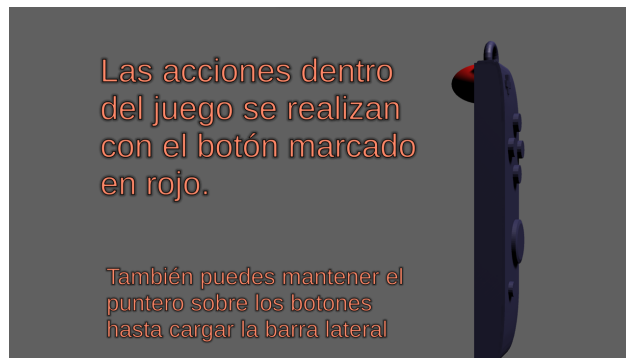 Las acciones dentro
del juego se realizan
con el botón marcado
en rojo.
También puedes mantener el
puntero sobre los botones
hasta cargar la barra lateral